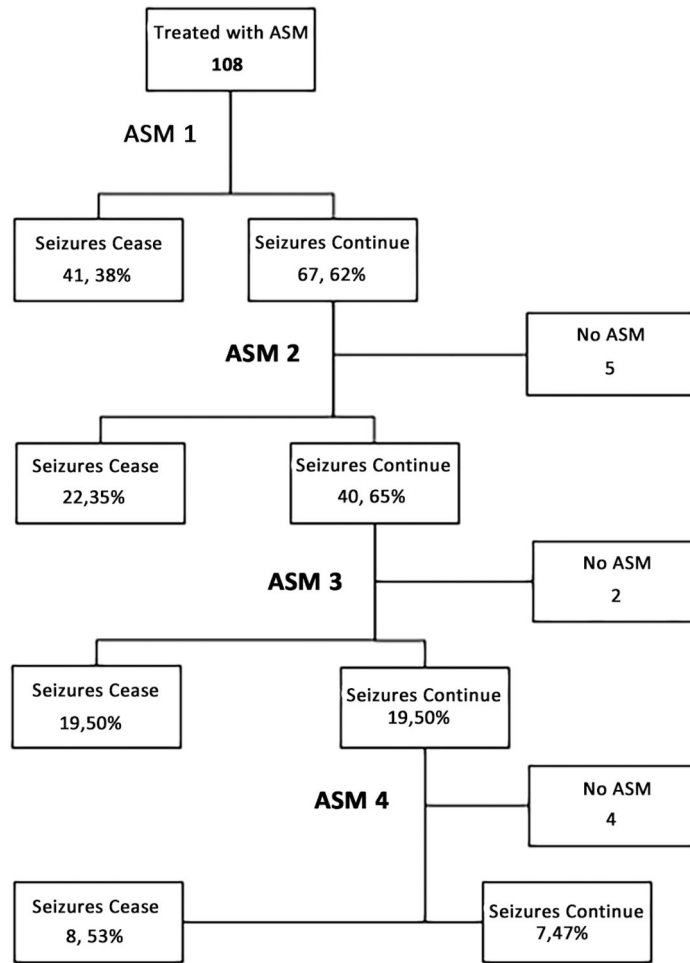 Treated with ASM
108
ASM 1
Seizures Cease
41, 38%
Seizures Continue
67, 62%
No ASM
5
ASM 2
Seizures Cease
22,35%
Seizures Continue
40, 65%
No ASM
2
ASM 3
Seizures Cease
19,50%
Seizures Continue
19,50%
No ASM
4
ASM 4
Seizures Cease
8, 53%
Seizures Continue
7,47%